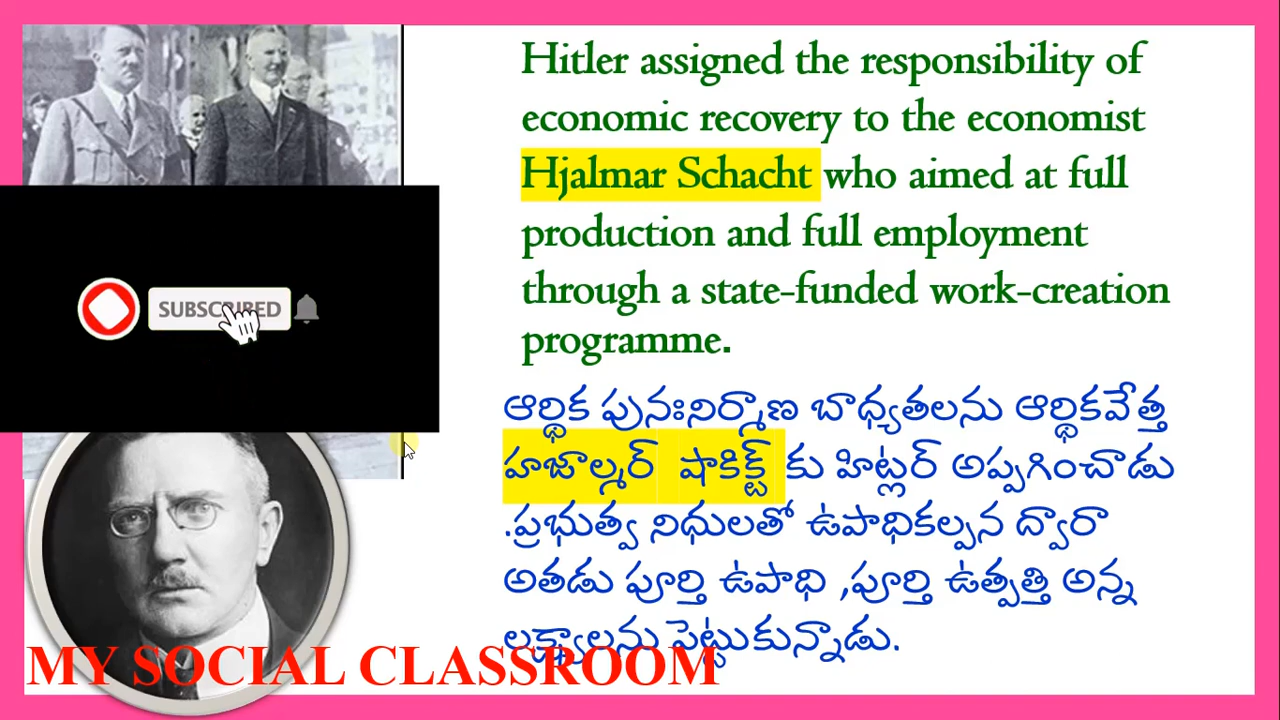 Hitler assigned the responsibility of
economic recovery to the economist
Hjalmar Schacht who aimed at full
production and full employment
through a state-funded work-creation
programme.
SUBSCRIBED
ఆర్థిక పునఃనిర్మాణ బాధ్యతలను ఆర్థికవేత్త
హజాల్మర్ షాకిక్ట్ కు హిట్లర్ అప్పగించాడు
.ప్రభుత్వ నిధులతో ఉపాధికల్పన ద్వారా
అతడు పూర్తి ఉపాధి ,పూర్తి ఉత్పత్తి అన్న
లక్ష్యాలను పెట్టుకున్నాడు.
MY SOCIAL CLASSROOM